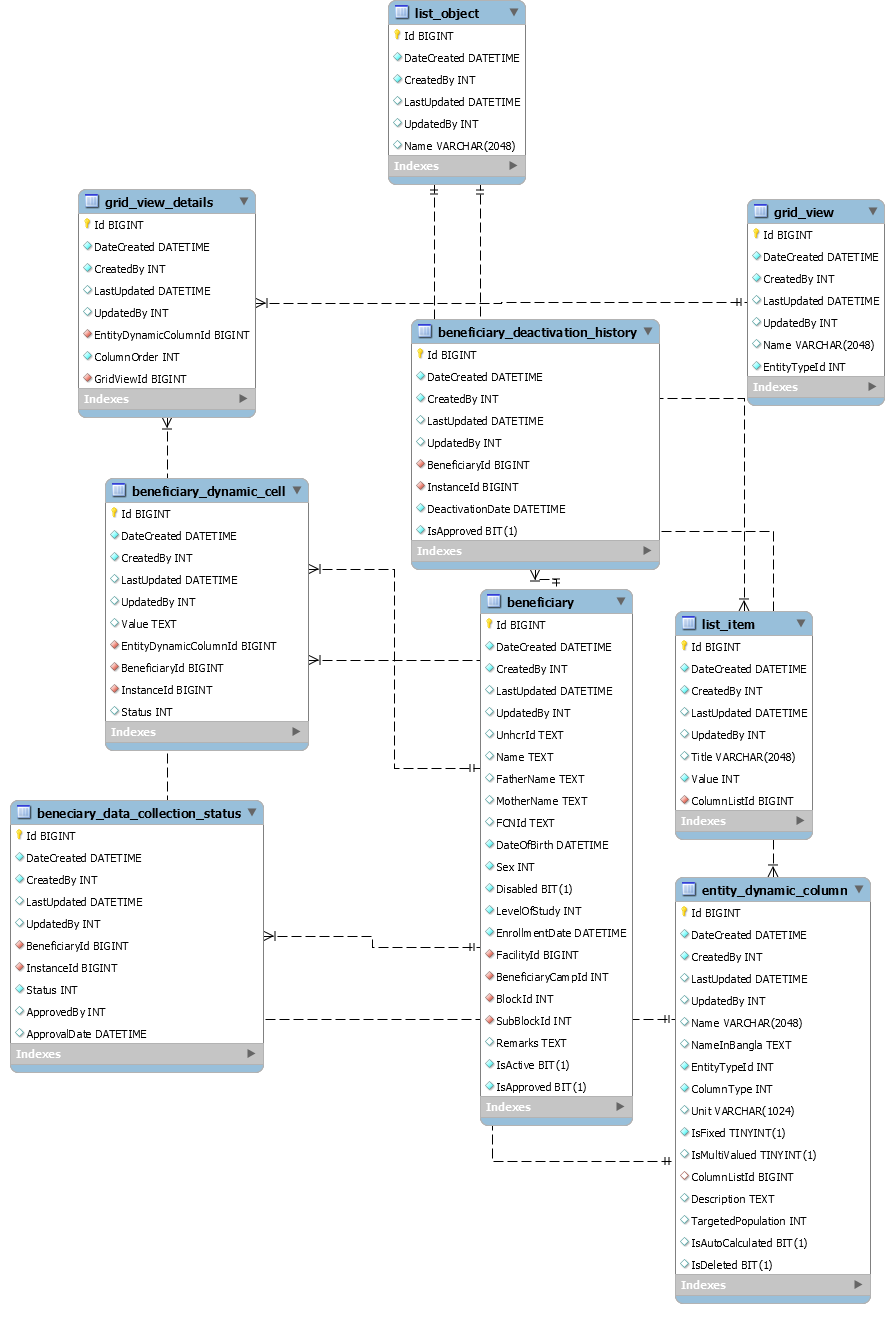 list_object
Id BIGINT
DateCreated DATETIME
CreatedBy INT
LastUpdated DATETIME
UpdatedBy INT
Name VARCHAR(2048)
Indexes
grid_view_details
Id BIGINT
DateCreated DATETIME
CreatedBy INT
LastUpdated DATETIME
UpdatedBy INT
EntityDynamicColumnId BIGINT
ColumnOrder INT
GridViewId BIGINT
Indexes
grid_view
Id BIGINT
DateCreated DATETIME
CreatedBy INT
LastUpdated DATETIME
UpdatedBy INT
Name VARCHAR(2048)
EntityTypeId INT
Indexes
beneficiary_deactivation_history
Id BIGINT
DateCreated DATETIME
CreatedBy INT
LastUpdated DATETIME
UpdatedBy INT
BeneficiaryId BIGINT
InstanceId BIGINT
DeactivationDate DATETIME
IsApproved BIT(1)
Indexes
beneficiary_dynamic_cell
Id BIGINT
DateCreated DATETIME
CreatedBy INT
LastUpdated DATETIME
UpdatedBy INT
Value TEXT
EntityDynamicColumnId BIGINT
BeneficiaryId BIGINT
InstanceId BIGINT
Status INT
Indexes
beneficiary
Id BIGINT
DateCreated DATETIME
CreatedBy INT
LastUpdated DATETIME
UpdatedBy INT
UnhcrId TEXT
Name TEXT
FatherName TEXT
MotherName TEXT
FCNId TEXT
DateOfBirth DATETIME
Sex INT
Disabled BIT(1)
LevelOfStudy INT
EnrollmentDate DATETIME
FacilityId BIGINT
BeneficiaryCampId INT
BlockId INT
SubBlockId INT
Remarks TEXT
IsActive BIT(1)
IsApproved BIT(1)
Indexes
list_item
Id BIGINT
DateCreated DATETIME
CreatedBy INT
LastUpdated DATETIME
UpdatedBy INT
Title VARCHAR(2048)
Value INT
ColumnListId BIGINT
Indexes
beneciary_data_collection_status
Id BIGINT
DateCreated DATETIME
CreatedBy INT
LastUpdated DATETIME
UpdatedBy INT
BeneficiaryId BIGINT
InstanceId BIGINT
Status INT
ApprovedBy INT
ApprovalDate DATETIME
Indexes
entity_dynamic_column
Id BIGINT
DateCreated DATETIME
CreatedBy INT
LastUpdated DATETIME
UpdatedBy INT
Name VARCHAR(2048)
NameInBangla TEXT
EntityTypeId INT
ColumnType INT
Unit VARCHAR(1024)
IsFixed TINYINT(1)
IsMultiValued TINYINT(1)
ColumnListId BIGINT
Description TEXT
TargetedPopulation INT
IsAutoCalculated BIT(1)
IsDeleted BIT(1)
Indexes